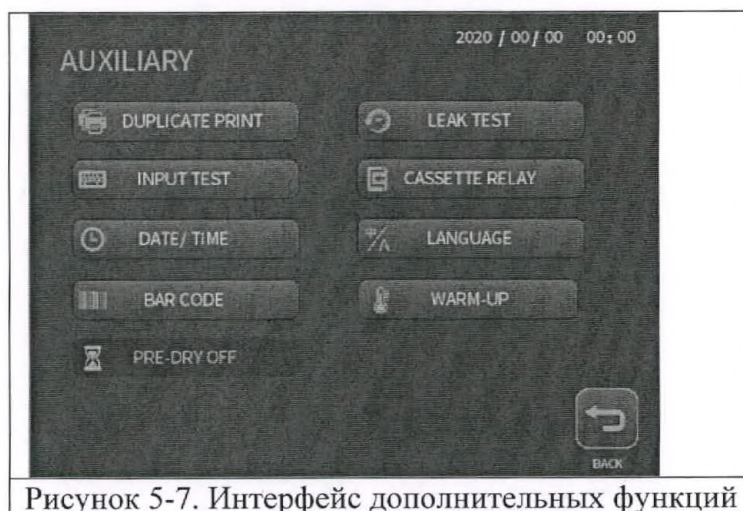 2020 / 00 / 00 00:00
AUXILIARY
DUPLICATE PRINT
LEAK TEST
INPUT TEST
CASSETTE RELAY
DATE/ TIME
LANGUAGE
BAR CODE
WARM-UP
PRE-DRY OFF
BACK
Рисунок 5-7. Интерфейс дополнительных функций